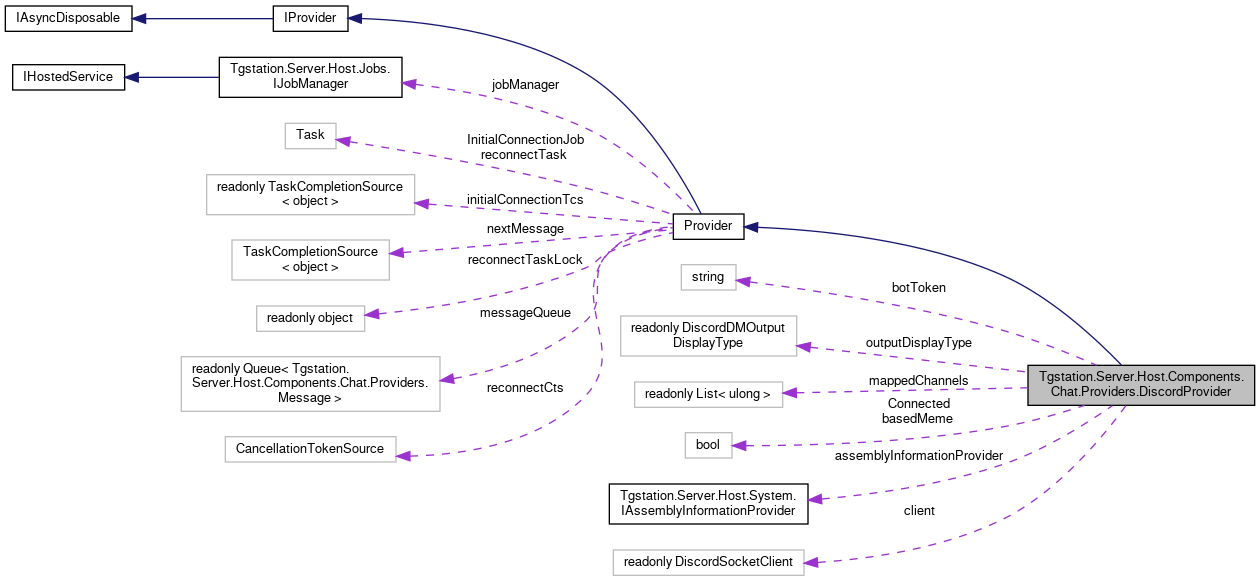 IAsyncDisposable
IProvider
IHostedService
Tgstation.Server.Host.Jobs.
IJobManager
jobManager
Task
InitialConnectionJob
reconnectTask
readonly TaskCompletionSource
< object >
initialConnectionTcs
Provider
TaskCompletionSource
< object >
nextMessage
reconnectTaskLock
readonly object
messageQueue
readonly Queue< Tgstation.
Server.Host.Components.Chat.Providers.
Message >
reconnectCts
CancellationTokenSource
string
botToken
readonly DiscordDMOutput
DisplayType
outputDisplayType
readonly List< ulong >
mappedChannels
Tgstation.Server.Host.Components.
Chat.Providers.DiscordProvider
Connected
basedMeme
bool
assemblyInformationProvider
Tgstation.Server.Host.System.
IAssemblyInformationProvider
client
readonly DiscordSocketClient